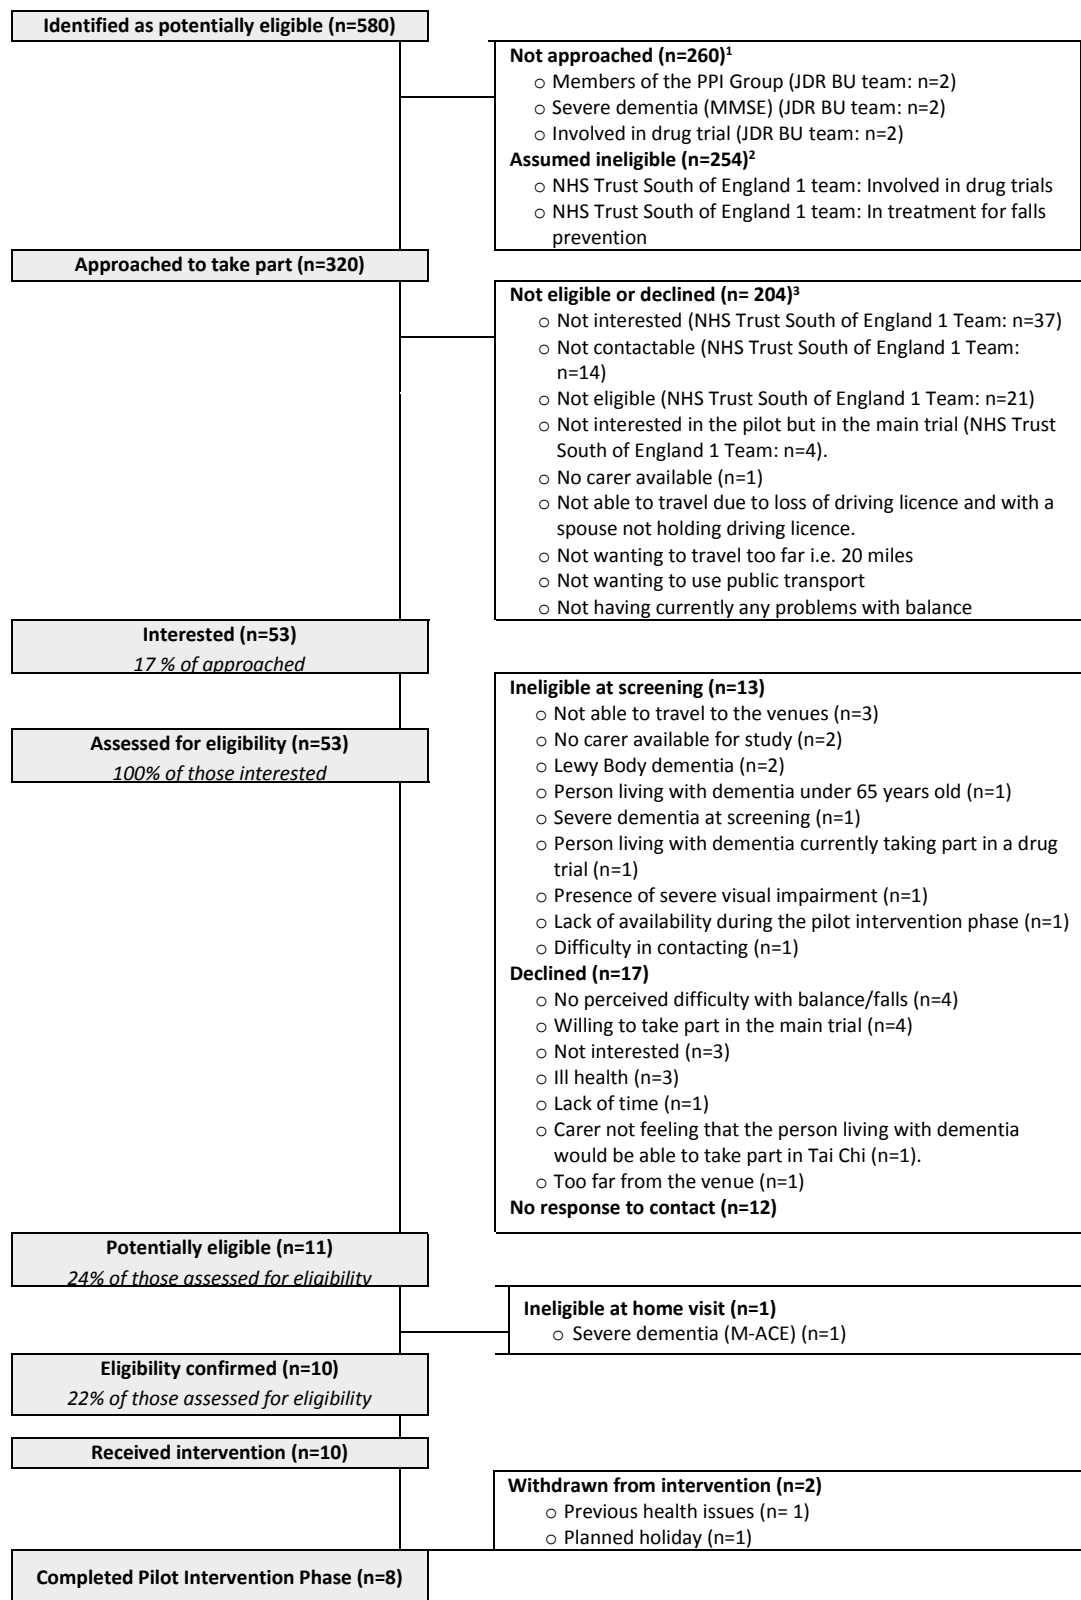 Identified as potentially eligible (n=580)
Not approached (n=260)¹
○ Members of the PPI Group (JDR BU team: n=2)
○ Severe dementia (MMSE) (JDR BU team: n=2)
○ Involved in drug trial (JDR BU team: n=2)
Assumed ineligible (n=254)²
○ NHS Trust South of England 1 team: Involved in drug trials
○ NHS Trust South of England 1 team: In treatment for falls
prevention
Approached to take part (n=320)
Not eligible or declined (n= 204)³
○ Not interested (NHS Trust South of England 1 Team: n=37)
○ Not contactable (NHS Trust South of England 1 Team:
n=14)
○ Not eligible (NHS Trust South of England 1 Team: n=21)
○ Not interested in the pilot but in the main trial (NHS Trust
South of England 1 Team: n=4).
○ No carer available (n=1)
○ Not able to travel due to loss of driving licence and with a
spouse not holding driving licence.
○ Not wanting to travel too far i.e. 20 miles
○ Not wanting to use public transport
○ Not having currently any problems with balance
Interested (n=53)
17 % of approached
Assessed for eligibility (n=53)
100% of those interested
Ineligible at screening (n=13)
○ Not able to travel to the venues (n=3)
○ No carer available for study (n=2)
○ Lewy Body dementia (n=2)
○ Person living with dementia under 65 years old (n=1)
○ Severe dementia at screening (n=1)
○ Person living with dementia currently taking part in a drug
trial (n=1)
○ Presence of severe visual impairment (n=1)
○ Lack of availability during the pilot intervention phase (n=1)
○ Difficulty in contacting (n=1)
Declined (n=17)
○ No perceived difficulty with balance/falls (n=4)
○ Willing to take part in the main trial (n=4)
○ Not interested (n=3)
○ Ill health (n=3)
○ Lack of time (n=1)
○ Carer not feeling that the person living with dementia
would be able to take part in Tai Chi (n=1).
○ Too far from the venue (n=1)
No response to contact (n=12)
Potentially eligible (n=11)
24% of those assessed for eligibility
Ineligible at home visit (n=1)
○ Severe dementia (M-ACE) (n=1)
Eligibility confirmed (n=10)
22% of those assessed for eligibility
Received intervention (n=10)
Withdrawn from intervention (n=2)
○ Previous health issues (n= 1)
○ Planned holiday (n=1)
Completed Pilot Intervention Phase (n=8)